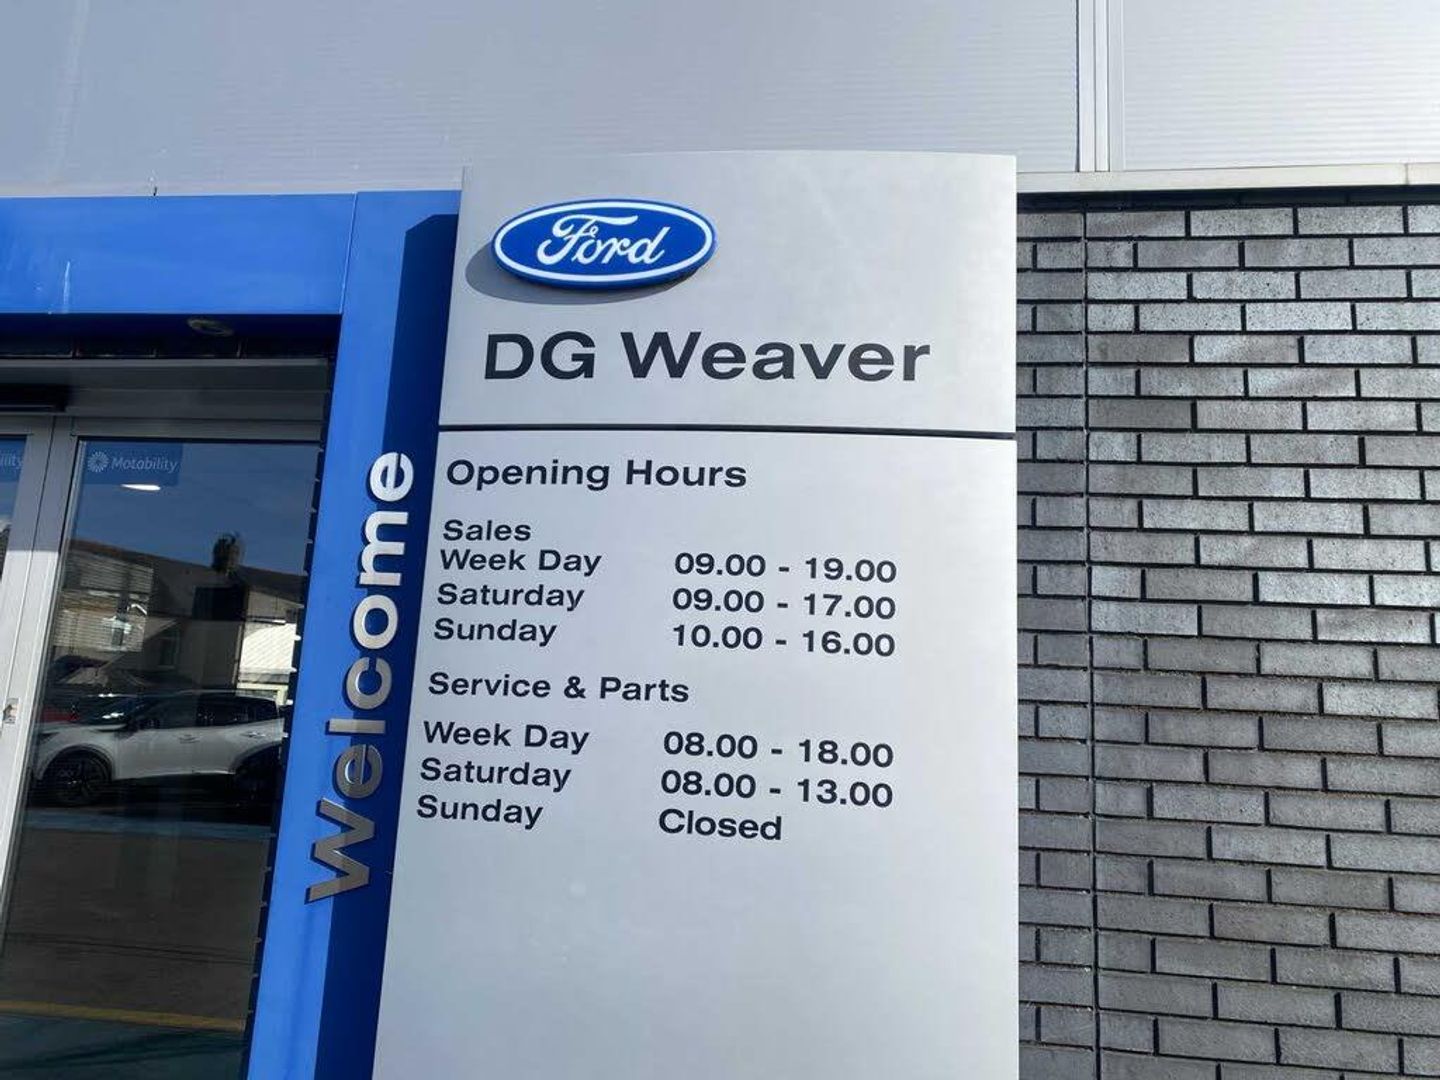 Ford
DG Weaver
Opening Hours
Sales
Week Day 09.00 - 19.00
Saturday 09.00 - 17.00
Sunday 10.00 - 16.00
Service & Parts
Week Day 08.00 - 18.00
Saturday 08.00 - 13.00
Sunday Closed
Welcome
Motability